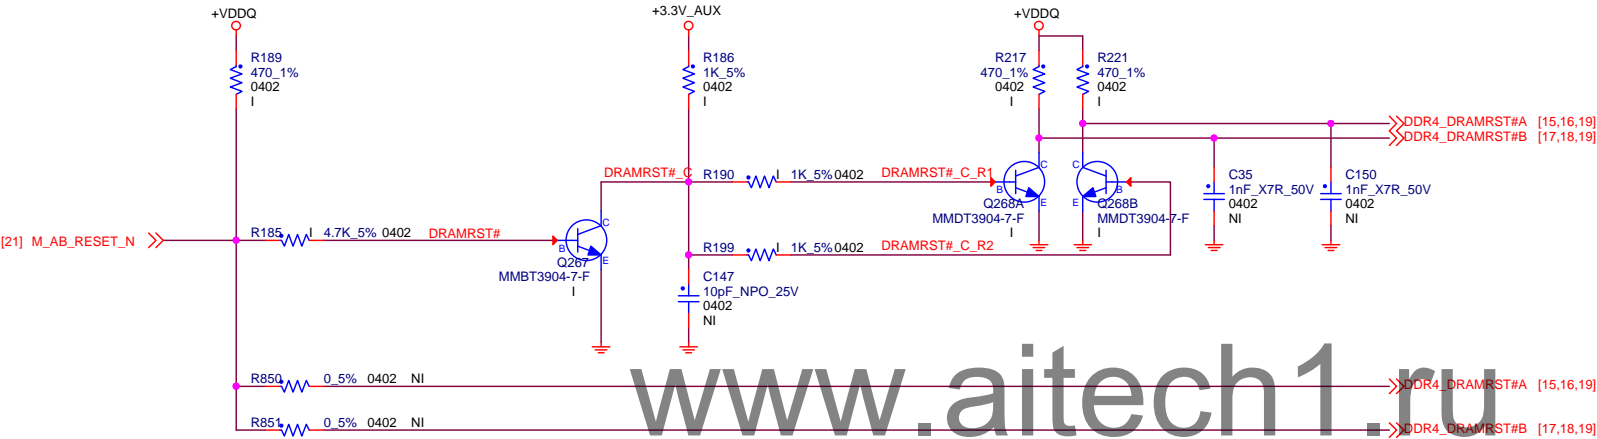 +VDDQ
+3.3V_AUX
+VDDQ
R189
470_1%
0402
I
R186
1K_5%
0402
I
R217
470_1%
0402
I
R221
470_1%
0402
I
DDR4_DRAMRST#A [15,16,19]
DDR4_DRAMRST#B [17,18,19]
DRAMRST#_C
R190 I 1K_5% 0402 DRAMRST#_C_R1
B C E
Q268A
MMDT3904-7-F
I
C B E
Q268B
MMDT3904-7-F
I
C35
1nF_X7R_50V
0402
NI
C150
1nF_X7R_50V
0402
NI
[21] M_AB_RESET_N
R185 I 4.7K_5% 0402 DRAMRST#
B C E
Q267
MMBT3904-7-F
I
R199 I 1K_5% 0402 DRAMRST#_C_R2
C147
10pF_NPO_25V
0402
NI
R850 0_5% 0402 NI
DDR4_DRAMRST#A [15,16,19]
R851 0_5% 0402 NI
DDR4_DRAMRST#B [17,18,19]
www.aitech1.ru